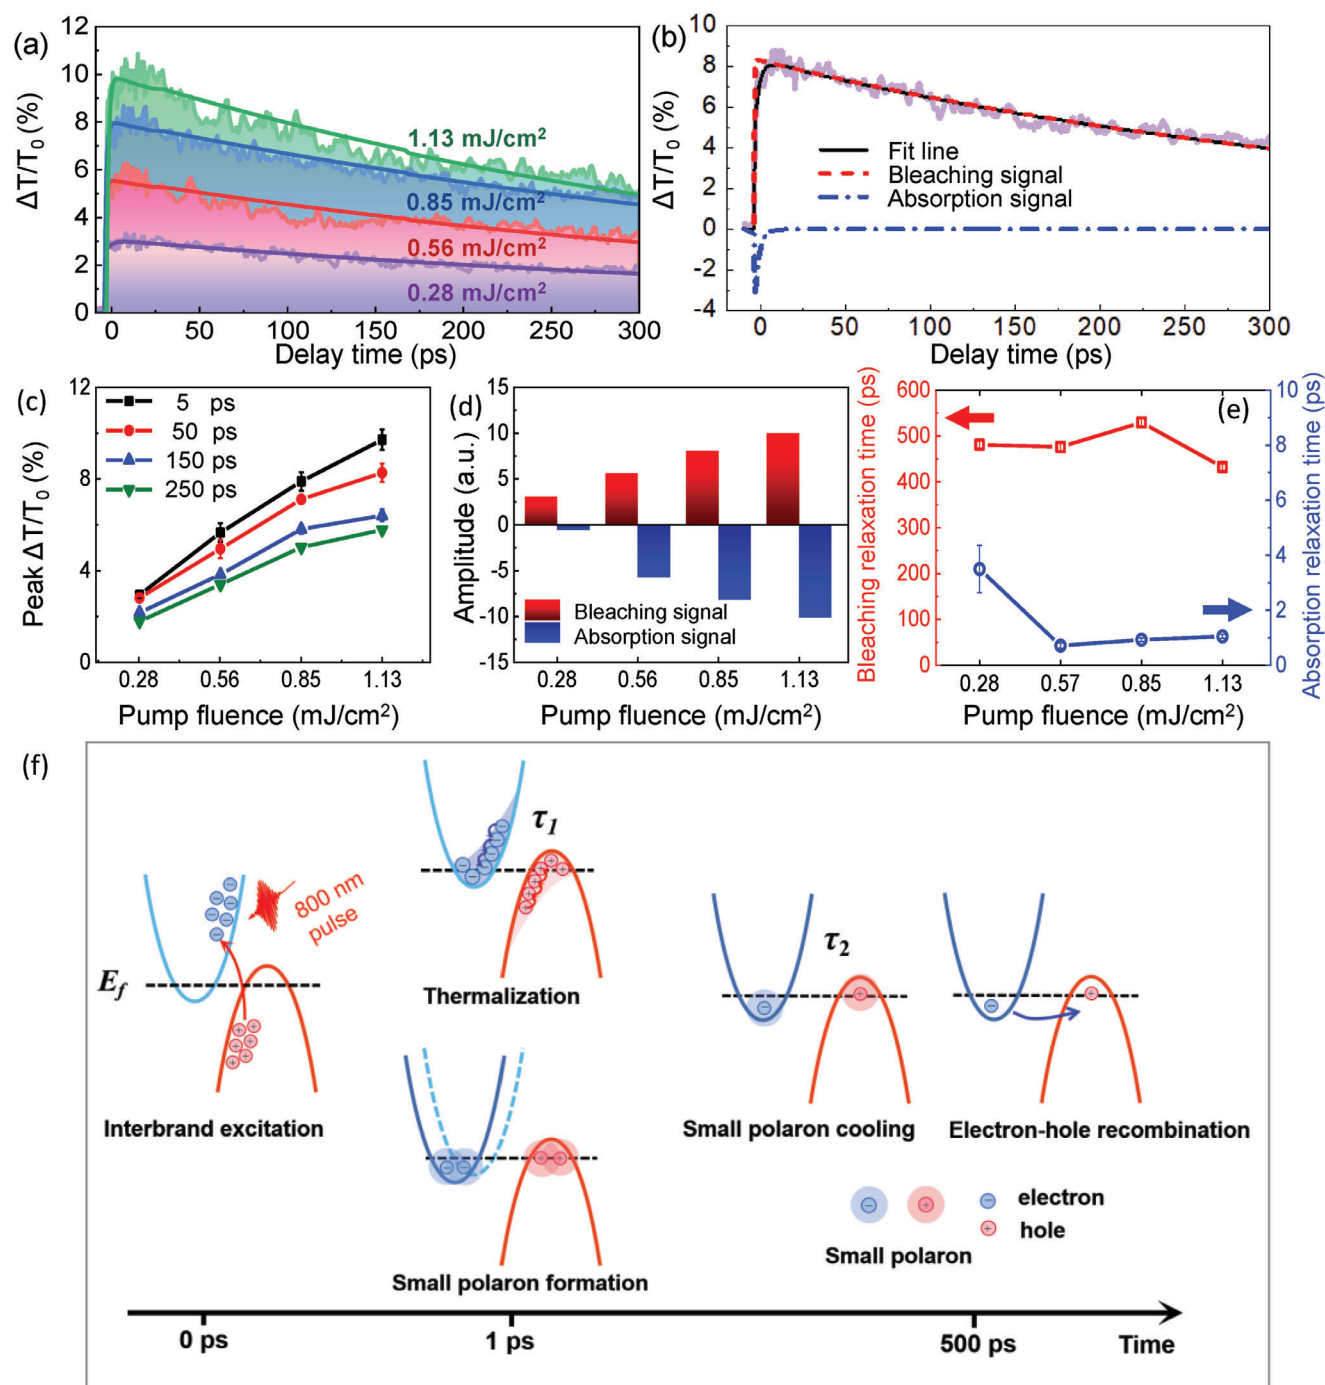 (a)
ΔT/T₀ (%)
12
10
8
6
4
2
0
1.13 mJ/cm²
0.85 mJ/cm²
0.56 mJ/cm²
0.28 mJ/cm²
0 50 100 150 200 250 300
Delay time (ps)
(b)
ΔT/T₀ (%)
10
8
6
4
2
0
-2
-4
Fit line
Bleaching signal
Absorption signal
0 50 100 150 200 250 300
Delay time (ps)
(c)
Peak ΔT/T₀ (%)
12
8
4
0
5 ps
50 ps
150 ps
250 ps
0.28 0.56 0.85 1.13
Pump fluence (mJ/cm²)
(d)
Amplitude (a.u.)
15
10
5
0
-5
-10
-15
Bleaching signal
Absorption signal
0.28 0.56 0.85 1.13
Pump fluence (mJ/cm²)
(e)
Bleaching relaxation time (ps)
600
500
400
300
200
100
0
Absorption relaxation time (ps)
10
8
6
4
2
0
0.28 0.57 0.85 1.13
Pump fluence (mJ/cm²)
(f)
E_f
800 nm
pulse
Interbrand excitation
τ₁
Thermalization
Small polaron formation
τ₂
Small polaron cooling
Electron-hole recombination
electron
hole
Small polaron
0 ps
1 ps
500 ps
Time